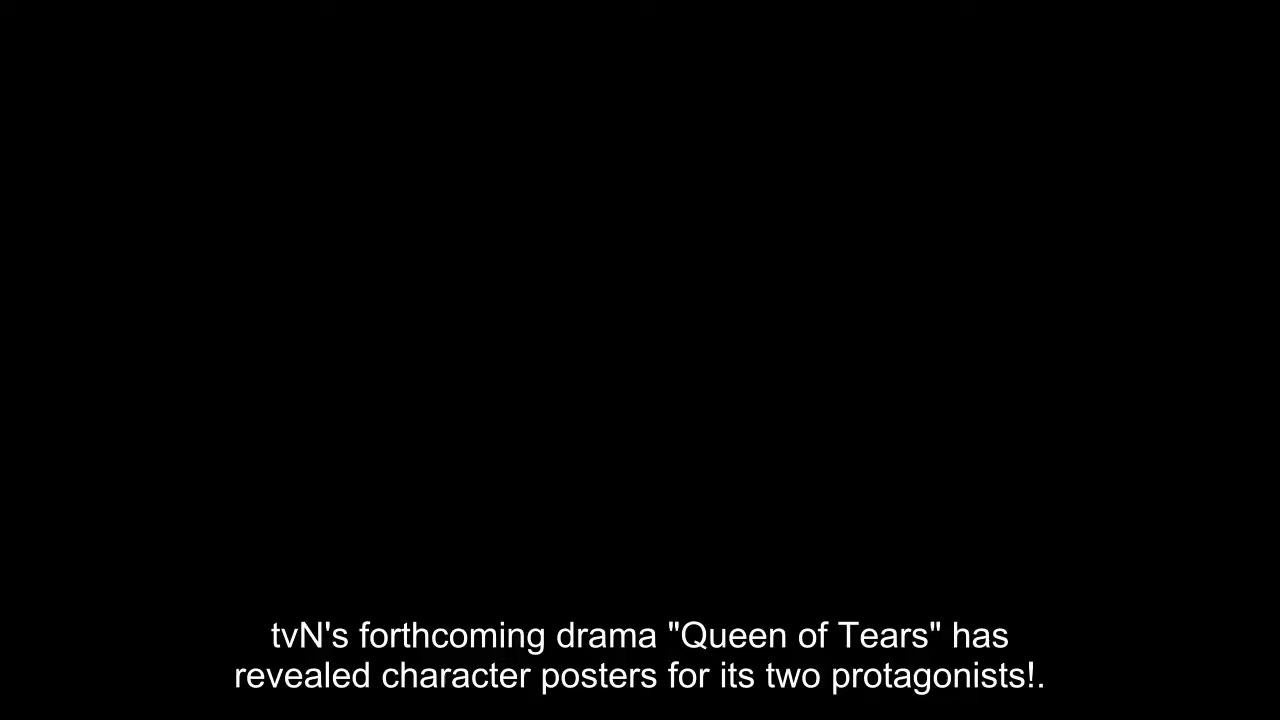 tvN's forthcoming drama "Queen of Tears" has
revealed character posters for its two protagonists!.